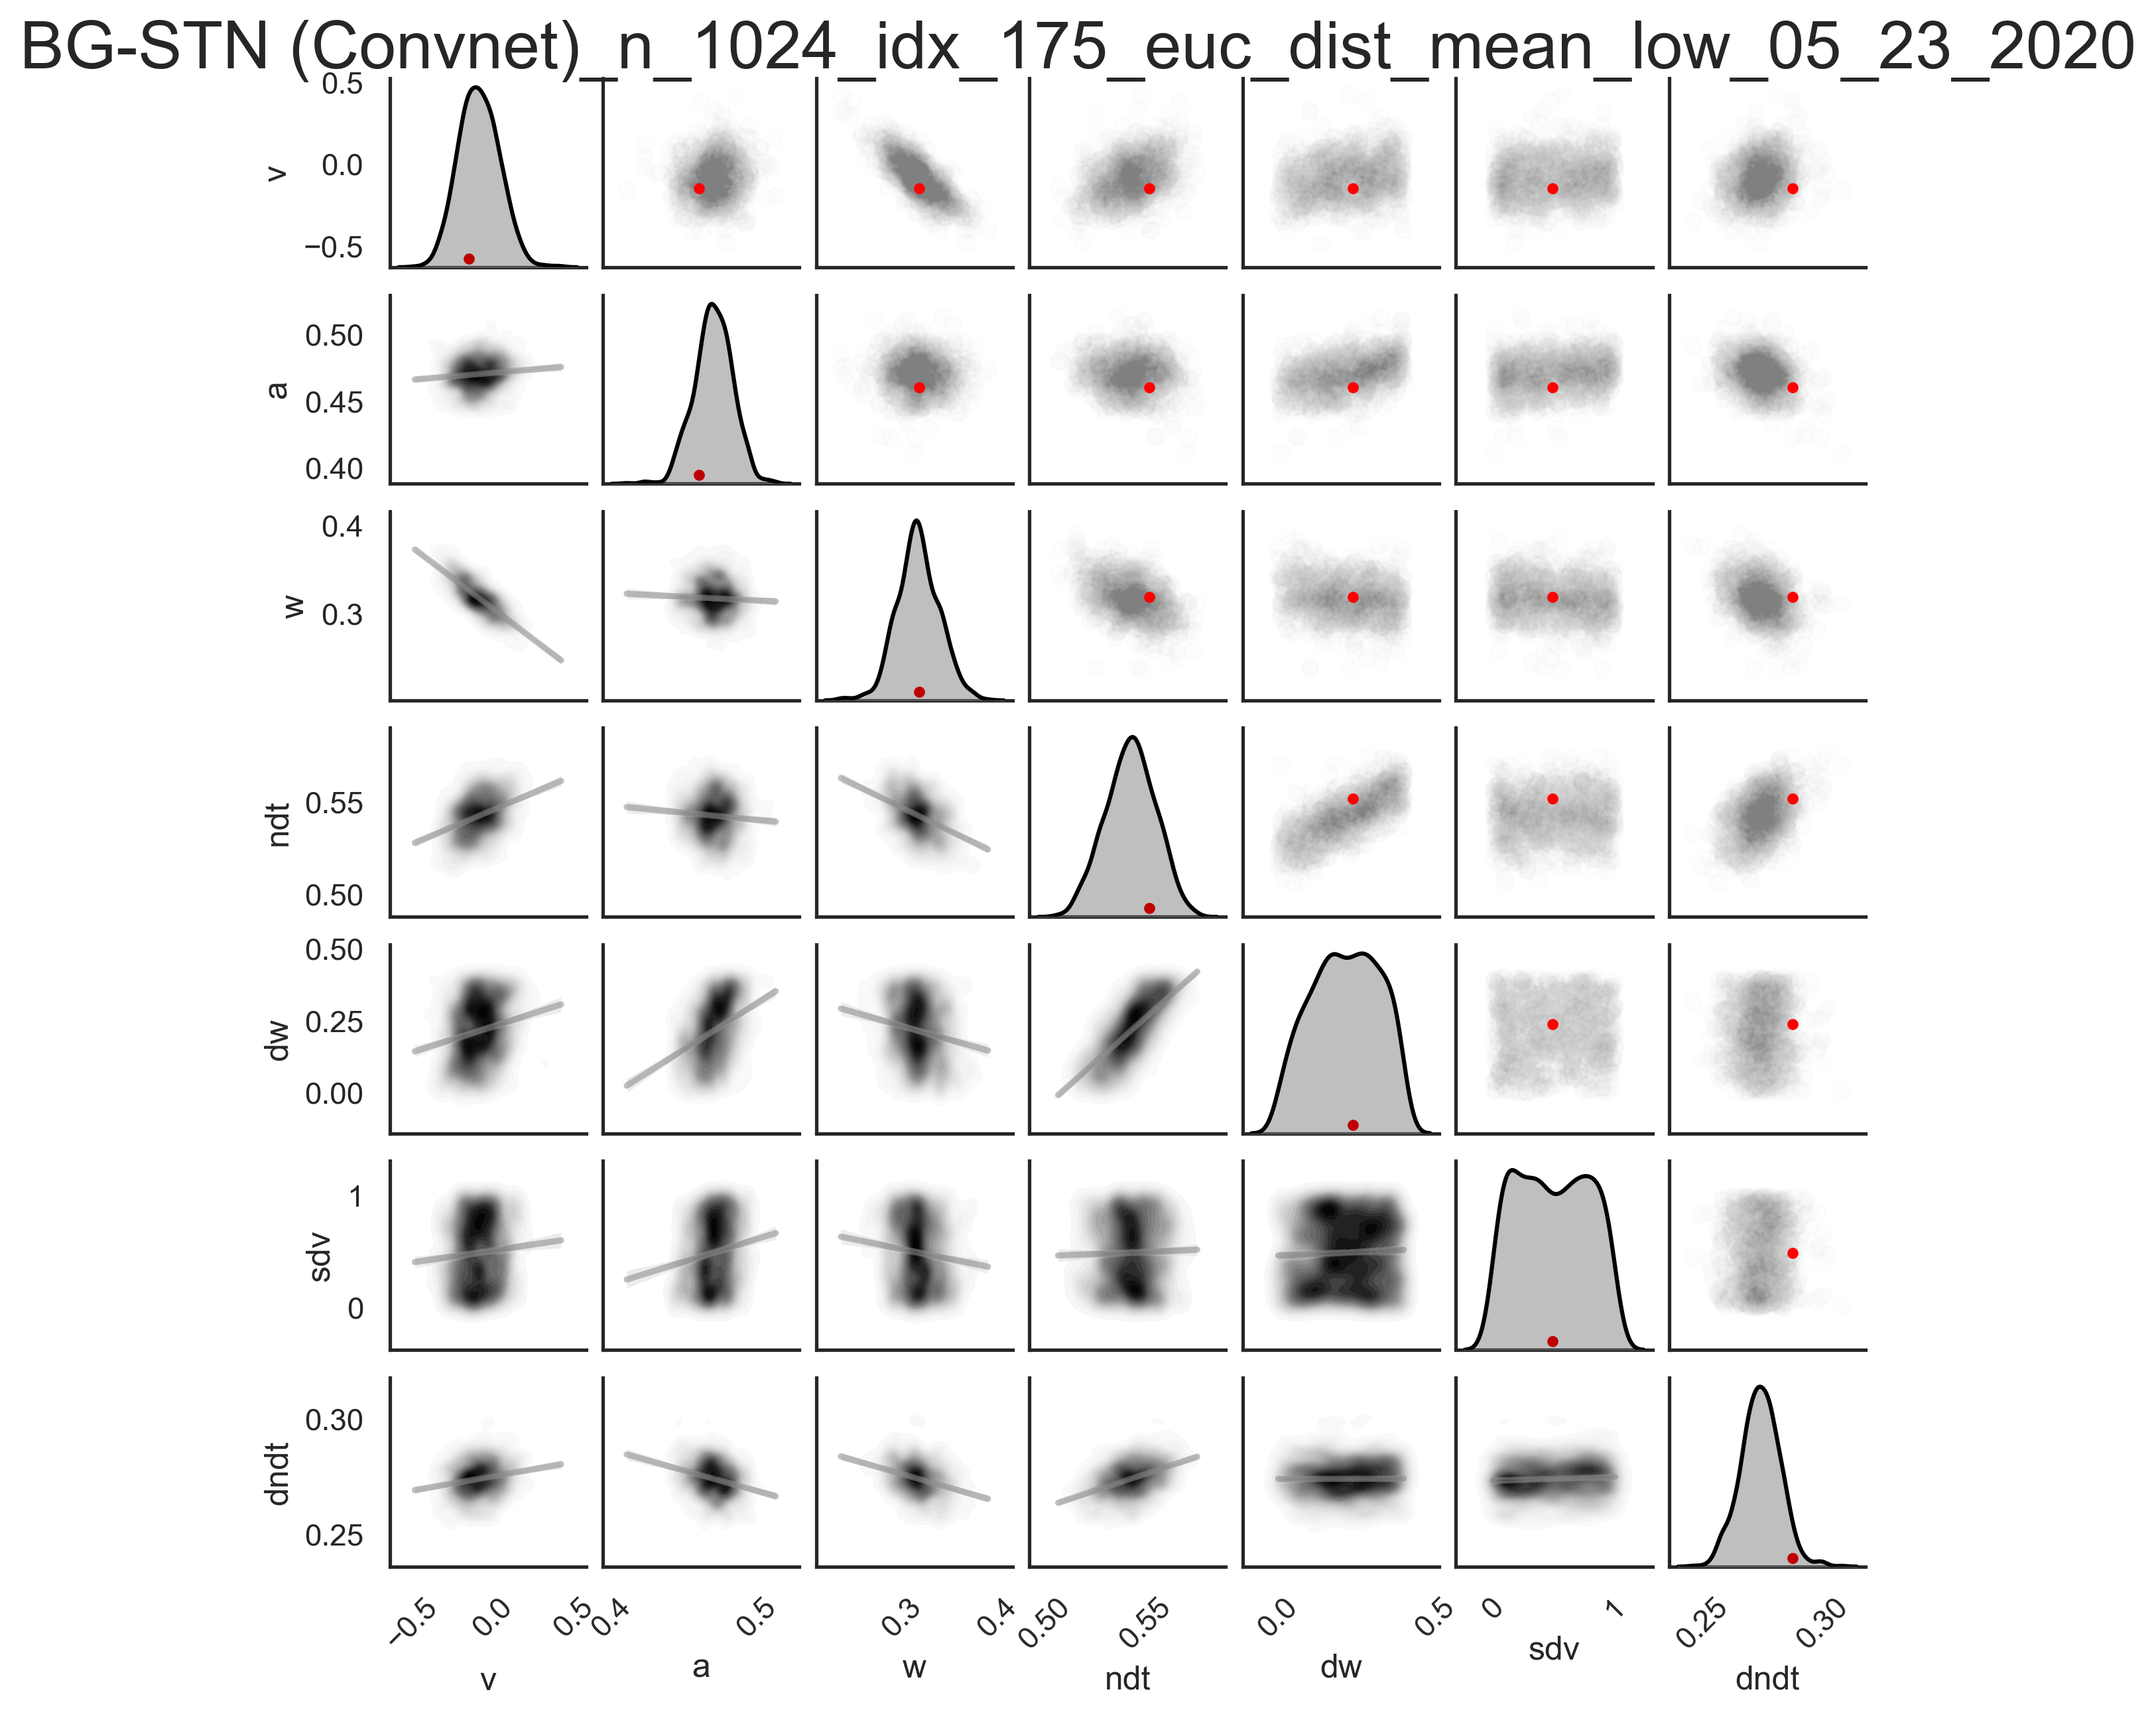 BG-STN (Convnet)_n_1024_idx_175_euc_dist_mean_low_05_23_2020
0.5
0.0
−0.5
v
0.50
0.45
0.40
a
0.4
0.3
w
0.55
0.50
ndt
0.50
0.25
0.00
dw
1
0
sdv
0.30
0.25
dndt
−0.5 0.0 0.5 0.4 0.5 0.3 0.4 0.50 0.55 0.0 0.5 0 1 0.25 0.30
v a w ndt dw sdv dndt